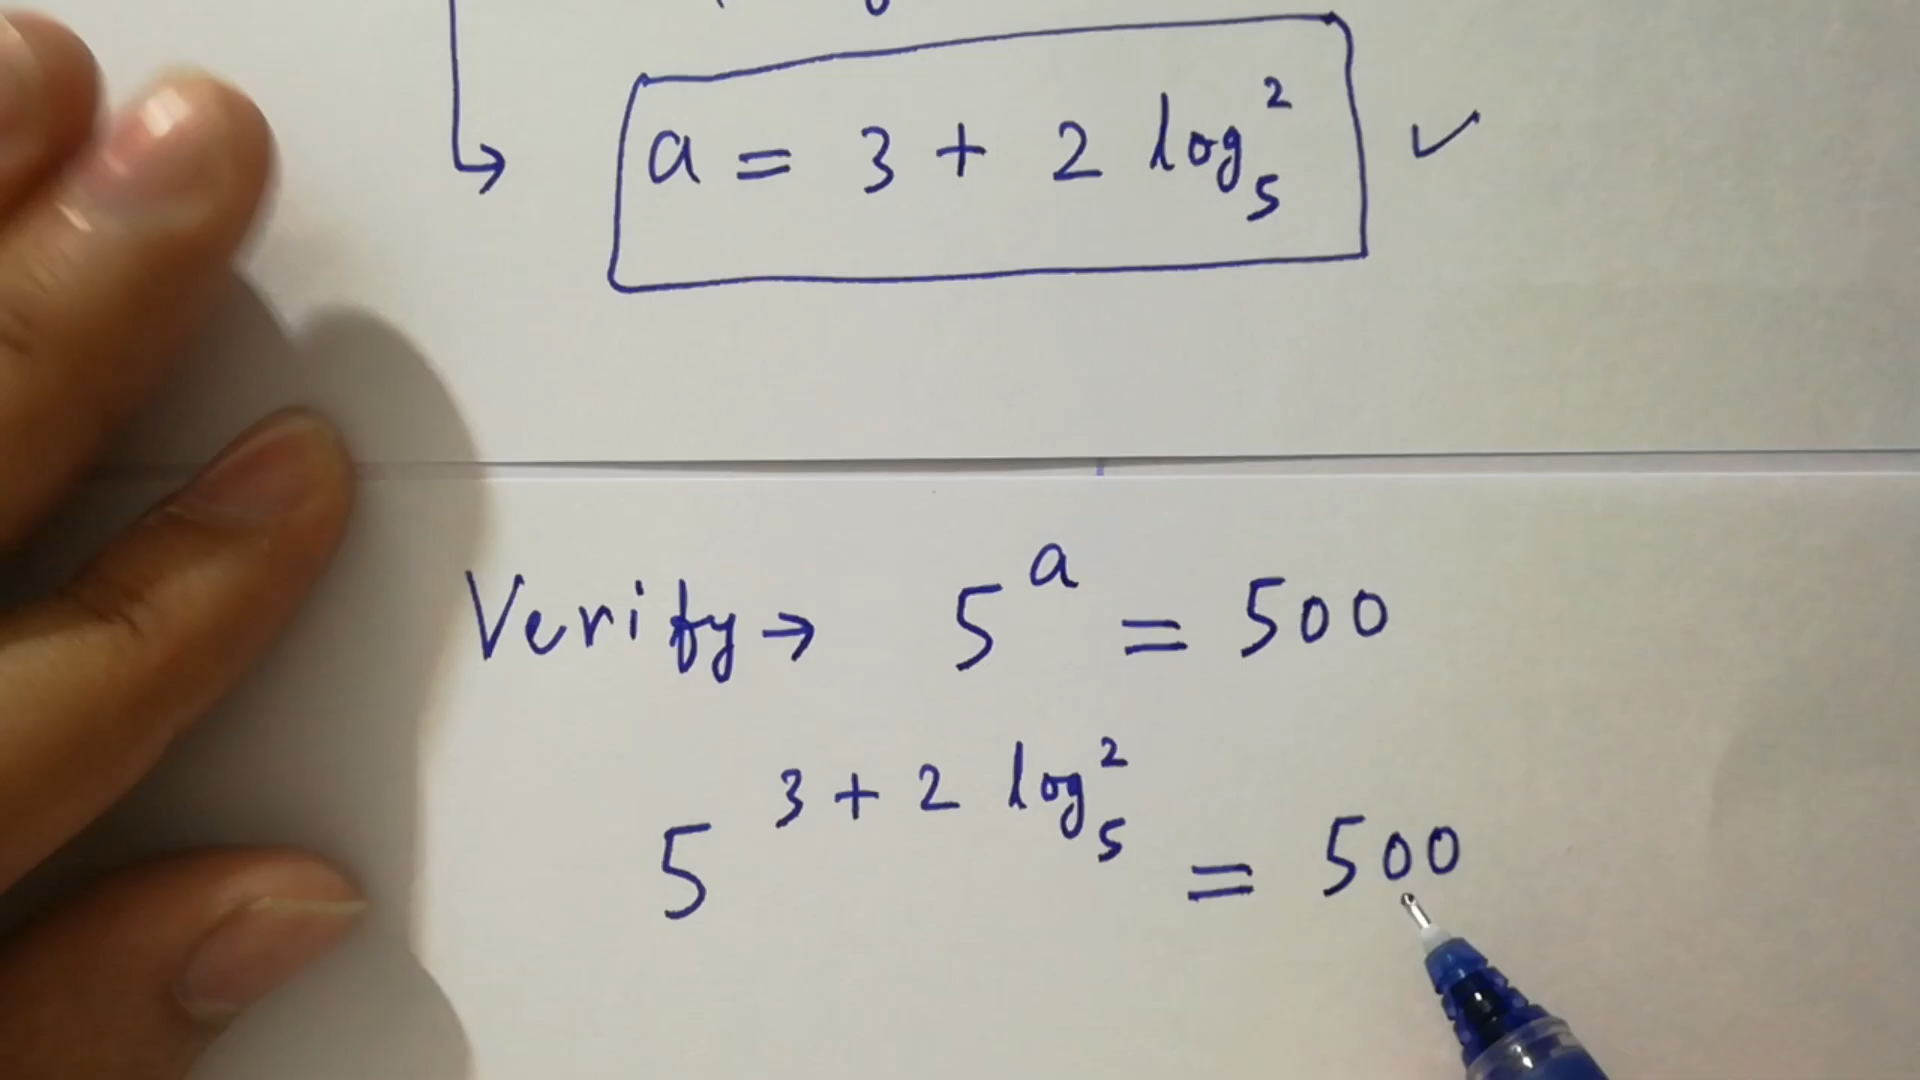 a = 3 + 2 log₅²
Verify → 5ᵃ = 500
5^(3 + 2 log₅²) = 500